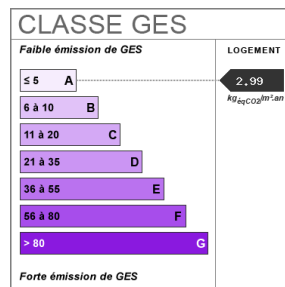 CLASSE GES
Faible émission de GES
LOGEMENT
≤ 5 A
2.99
kgéqCO2/m².an
6 à 10 B
11 à 20 C
21 à 35 D
36 à 55 E
56 à 80 F
> 80 G
Forte émission de GES